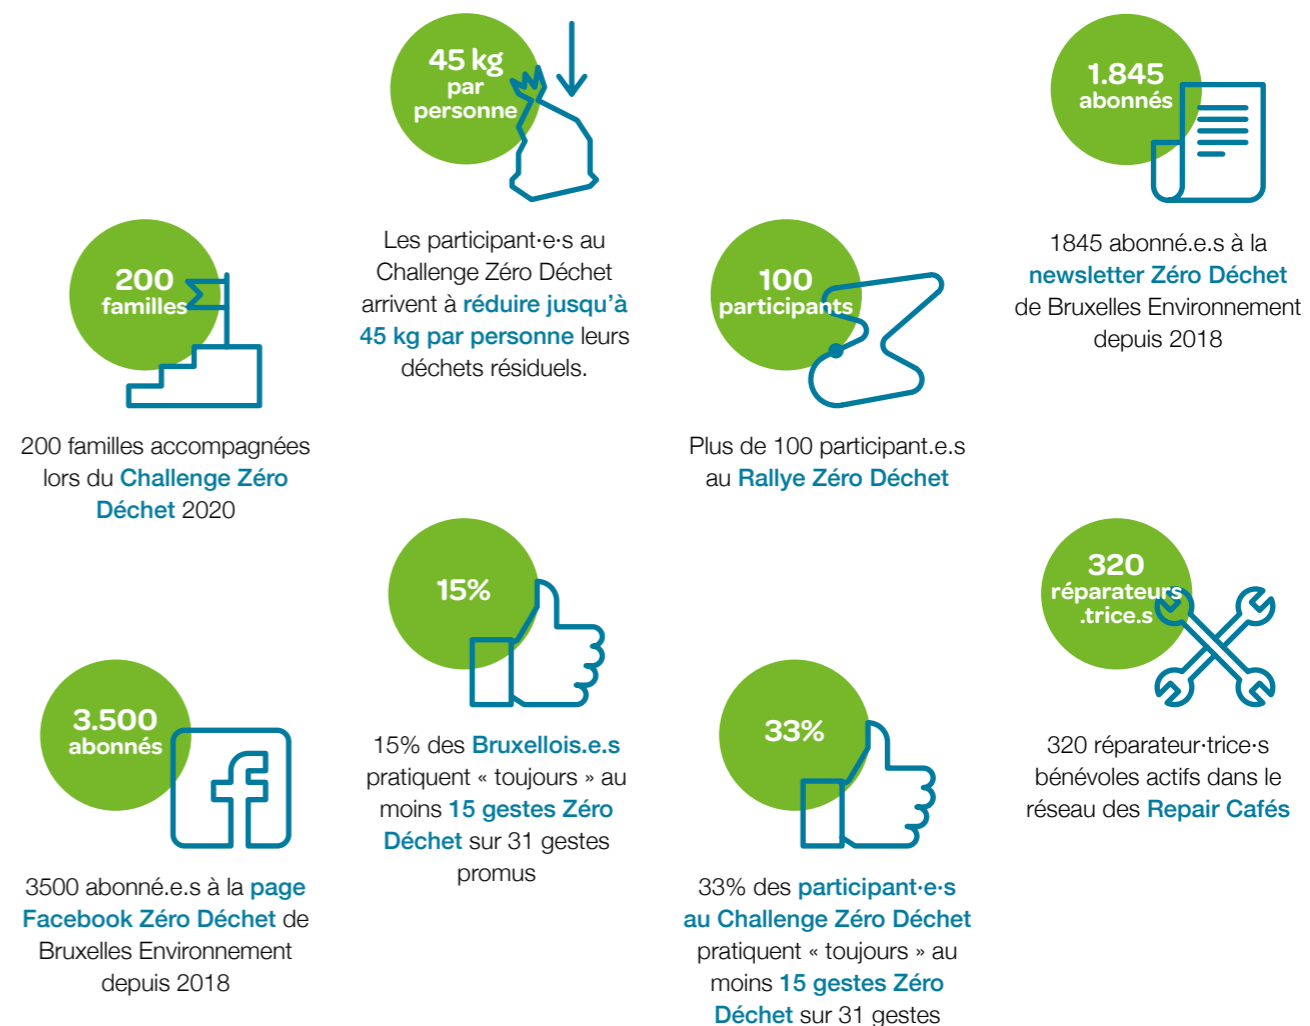 200
familles
200 familles accompagnées
lors du Challenge Zéro
Déchet 2020
45 kg
par
personne
Les participant·e·s au
Challenge Zéro Déchet
arrivent à réduire jusqu'à
45 kg par personne leurs
déchets résiduels.
100
participants
Plus de 100 participant.e.s
au Rallye Zéro Déchet
1.845
abonnés
1845 abonné.e.s à la
newsletter Zéro Déchet
de Bruxelles Environnement
depuis 2018
3.500
abonnés
3500 abonné.e.s à la page
Facebook Zéro Déchet de
Bruxelles Environnement
depuis 2018
15%
15% des Bruxellois.e.s
pratiquent « toujours » au
moins 15 gestes Zéro
Déchet sur 31 gestes
promus
33%
33% des participant·e·s
au Challenge Zéro Déchet
pratiquent « toujours » au
moins 15 gestes Zéro
Déchet sur 31 gestes
320
réparateurs
.trice.s
320 réparateur·trice·s
bénévoles actifs dans le
réseau des Repair Cafés